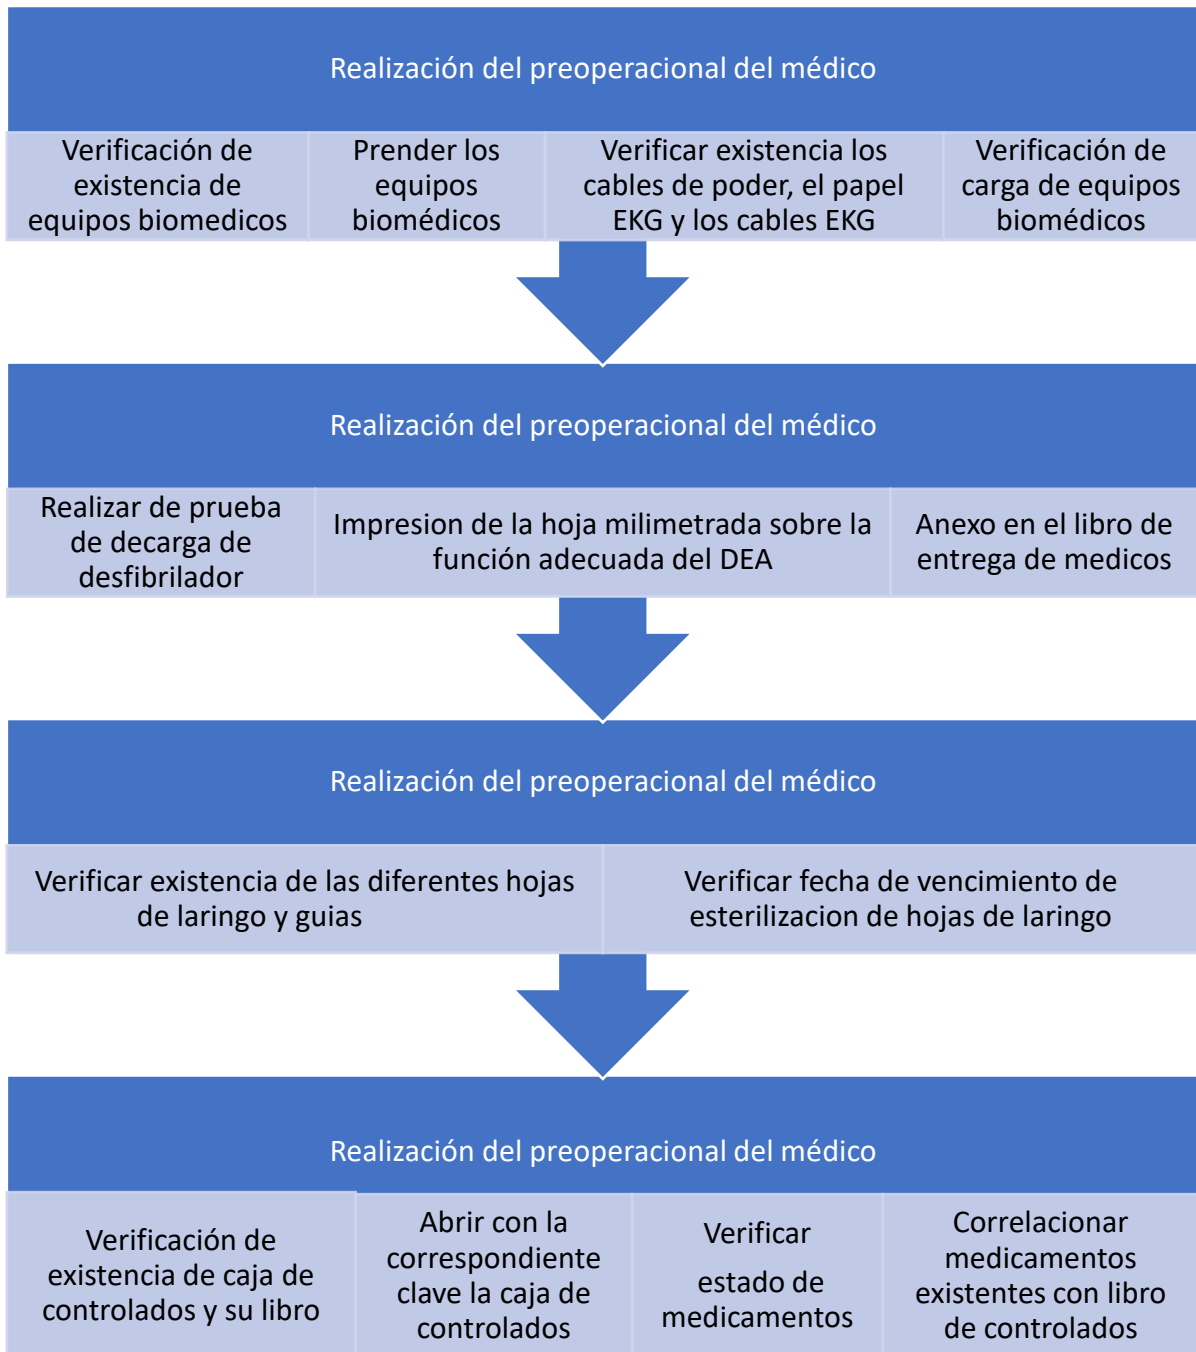 Realización del preoperacional del médico
Verificación de
existencia de
equipos biomedicos
Prender los
equipos
biomédicos
Verificar existencia los
cables de poder, el papel
EKG y los cables EKG
Verificación de
carga de equipos
biomédicos
Realización del preoperacional del médico
Realizar de prueba
de decarga de
desfibrilador
Impresion de la hoja milimetrada sobre la
función adecuada del DEA
Anexo en el libro de
entrega de medicos
Realización del preoperacional del médico
Verificar existencia de las diferentes hojas
de laringo y guias
Verificar fecha de vencimiento de
esterilizacion de hojas de laringo
Realización del preoperacional del médico
Verificación de
existencia de caja de
controlados y su libro
Abrir con la
correspondiente
clave la caja de
controlados
Verificar
estado de
medicamentos
Correlacionar
medicamentos
existentes con libro
de controlados